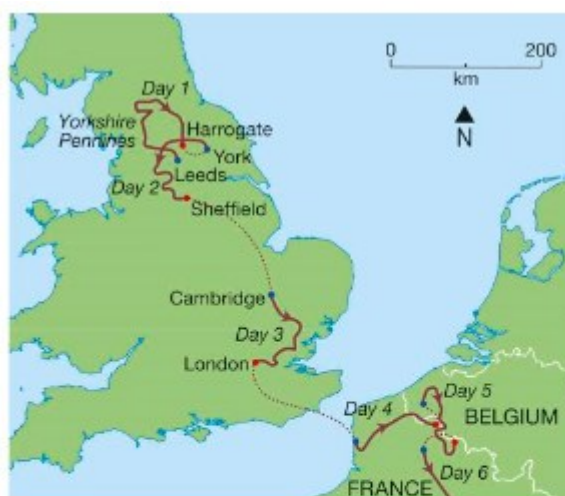 0
200
km
N
Day 1
Yorkshire
Pennines
Harrogate
York
Leeds
Day 2
Sheffield
Cambridge
Day 3
London
Day 4
Day 5
BELGIUM
Day 6
FRANCE